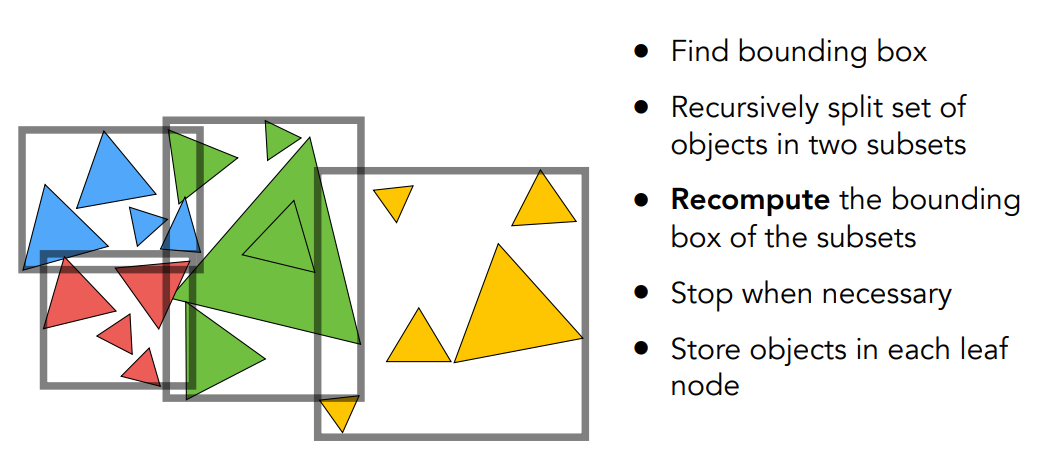 ● Find bounding box
● Recursively split set of
objects in two subsets
● Recompute the bounding
box of the subsets
● Stop when necessary
● Store objects in each leaf
node